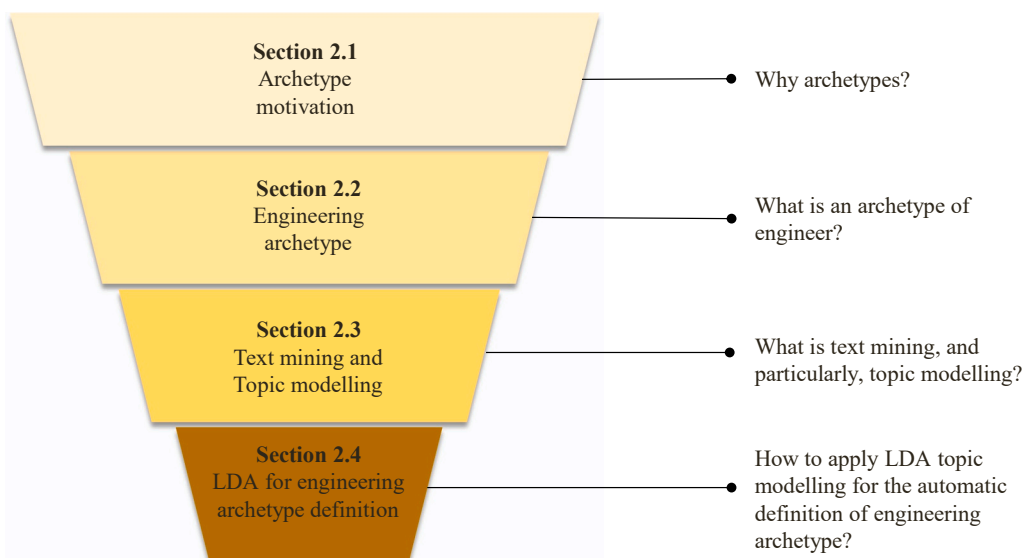 Section 2.1
Archetype
motivation
Why archetypes?
Section 2.2
Engineering
archetype
What is an archetype of
engineer?
Section 2.3
Text mining and
Topic modelling
What is text mining, and
particularly, topic modelling?
Section 2.4
LDA for engineering
archetype definition
How to apply LDA topic
modelling for the automatic
definition of engineering
archetype?